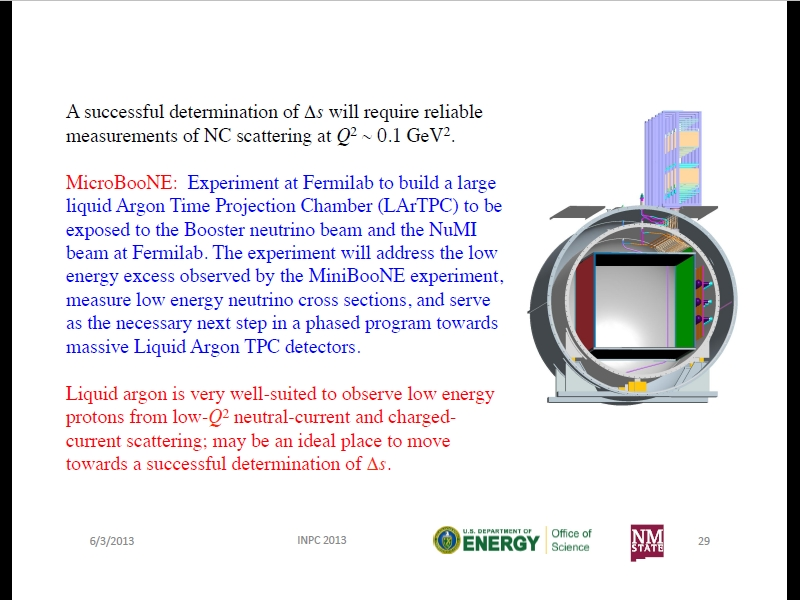 A successful determination of Δs will require reliable
measurements of NC scattering at Q² ~ 0.1 GeV².
MicroBooNE:  Experiment at Fermilab to build a large
liquid Argon Time Projection Chamber (LArTPC) to be
exposed to the Booster neutrino beam and the NuMI
beam at Fermilab. The experiment will address the low
energy excess observed by the MiniBooNE experiment,
measure low energy neutrino cross sections, and serve
as the necessary next step in a phased program towards
massive Liquid Argon TPC detectors.
Liquid argon is very well-suited to observe low energy
protons from low-Q² neutral-current and charged-
current scattering; may be an ideal place to move
towards a successful determination of Δs.
6/3/2013
INPC 2013
U.S. DEPARTMENT OF
ENERGY
Office of
Science
NM
STATE
29